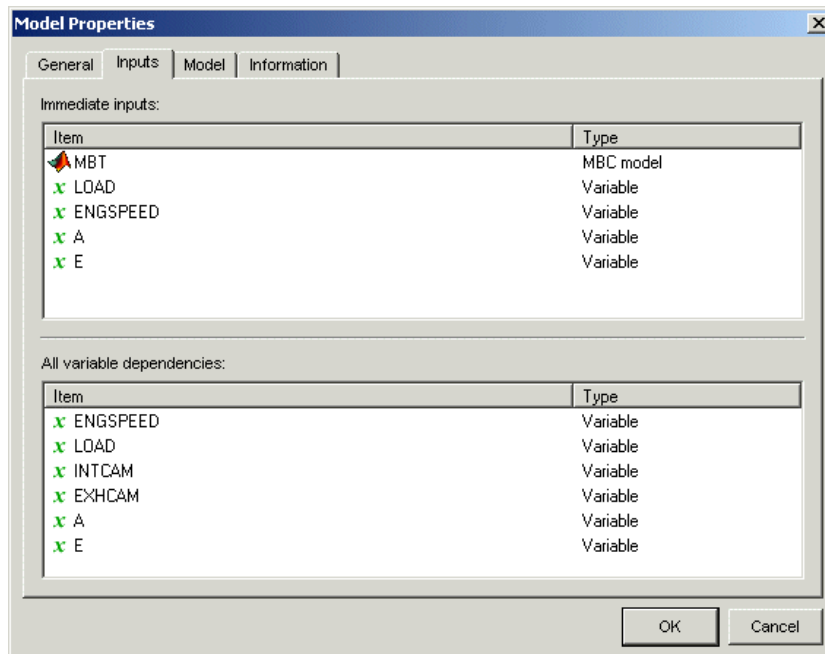 Model Properties
General Inputs Model Information
Immediate inputs:
Item Type
MBT MBC model
x LOAD Variable
x ENGSPEED Variable
x A Variable
x E Variable
All variable dependencies:
Item Type
x ENGSPEED Variable
x LOAD Variable
x INTCAM Variable
x EXHCAM Variable
x A Variable
x E Variable
OK Cancel